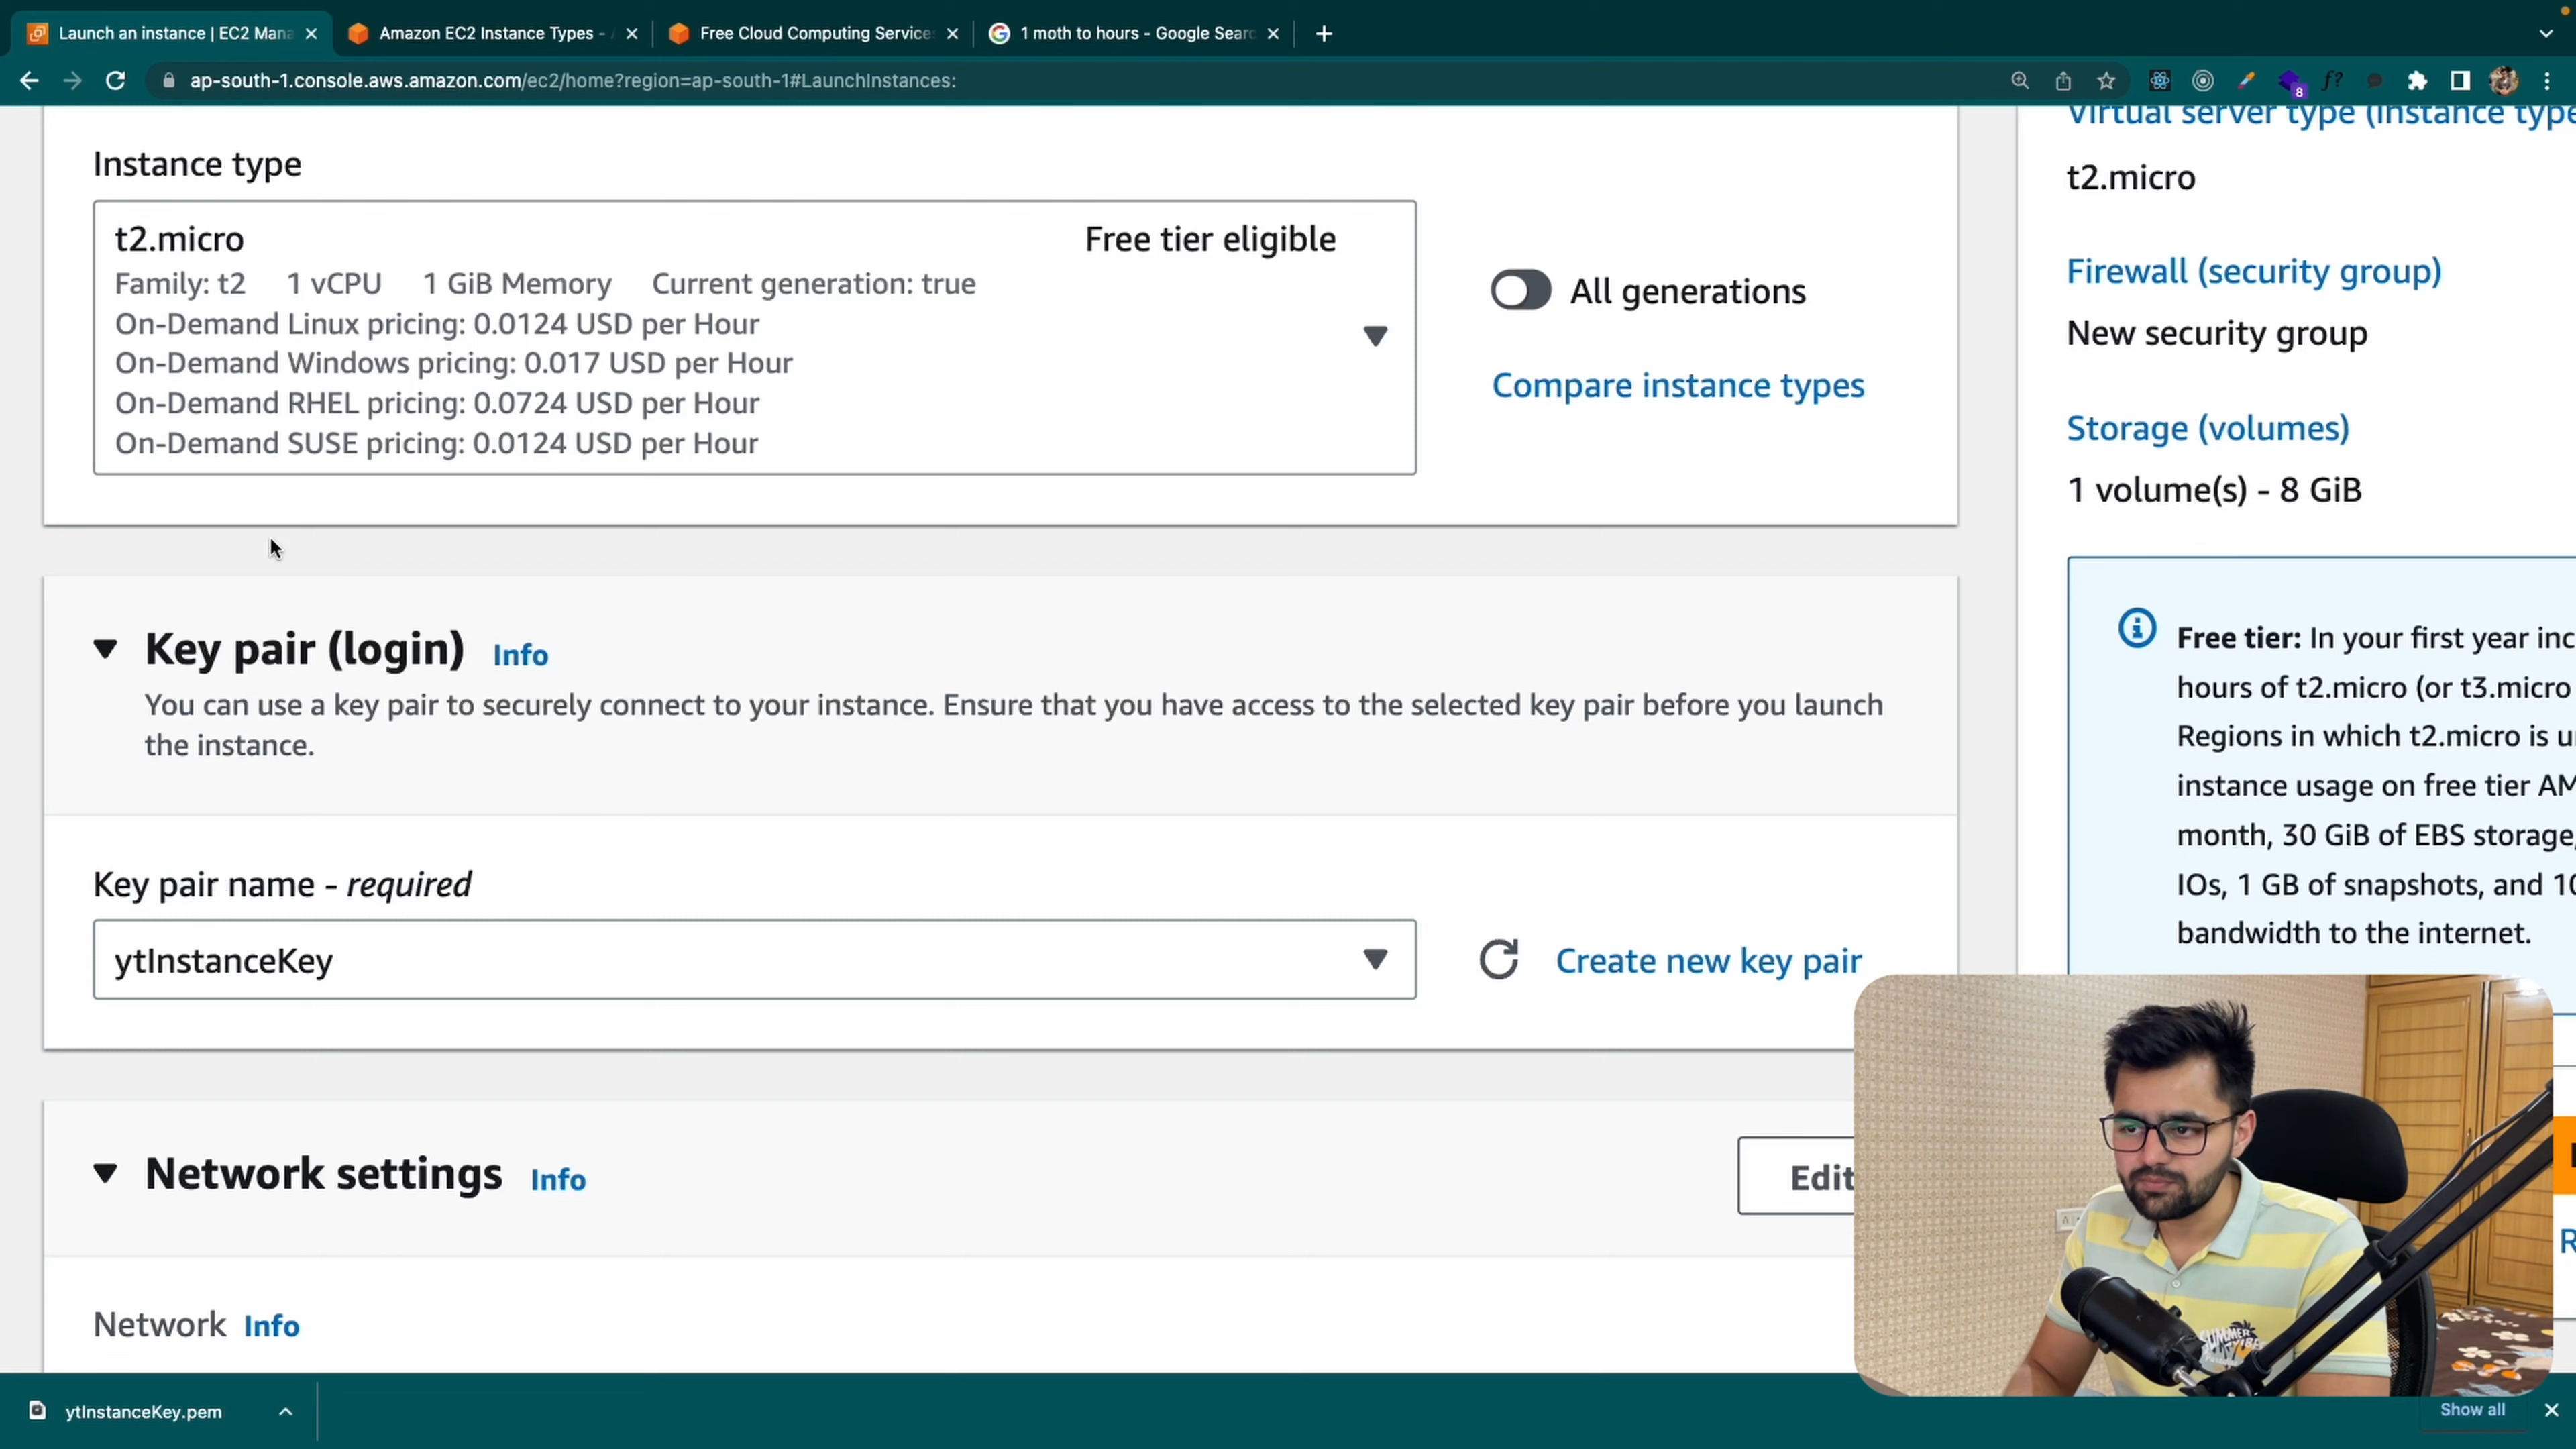 Launch an instance | EC2 Mana
Amazon EC2 Instance Types -
Free Cloud Computing Service
1 moth to hours - Google Sear
ap-south-1.console.aws.amazon.com/ec2/home?region=ap-south-1#LaunchInstances:
8
Instance type
t2.micro
Free tier eligible
Family: t2 1 vCPU 1 GiB Memory Current generation: true
On-Demand Linux pricing: 0.0124 USD per Hour
On-Demand Windows pricing: 0.017 USD per Hour
On-Demand RHEL pricing: 0.0724 USD per Hour
On-Demand SUSE pricing: 0.0124 USD per Hour
All generations
Compare instance types
Key pair (login) Info
You can use a key pair to securely connect to your instance. Ensure that you have access to the selected key pair before you launch
the instance.
Key pair name - required
ytInstanceKey
Create new key pair
Network settings Info
Edit
Network Info
Virtual server type (instance type
t2.micro
Firewall (security group)
New security group
Storage (volumes)
1 volume(s) - 8 GiB
Free tier: In your first year inc
hours of t2.micro (or t3.micro
Regions in which t2.micro is u
instance usage on free tier AM
month, 30 GiB of EBS storage,
IOs, 1 GB of snapshots, and 10
bandwidth to the internet.
SUMMER
VIBE
ytInstanceKey.pem
Show all